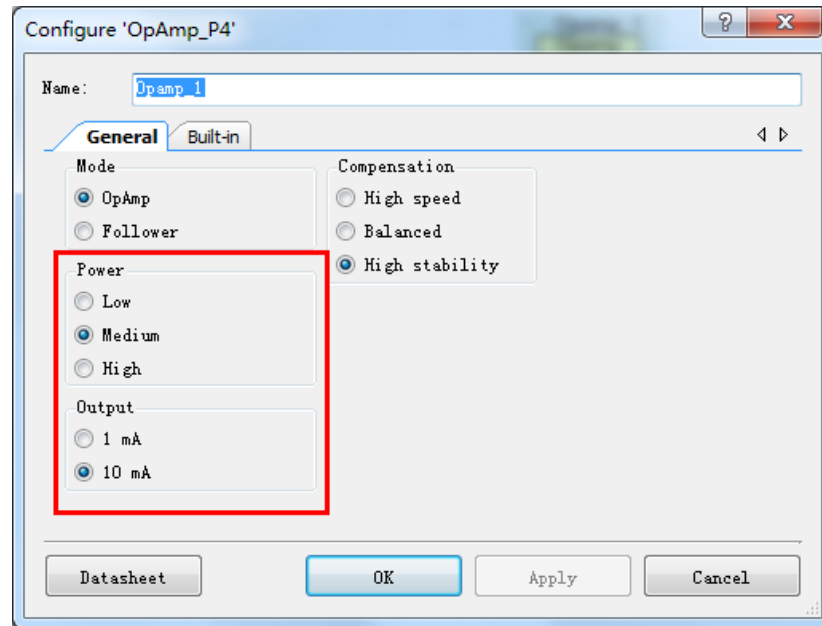 Configure 'OpAmp_P4'
Name: Opamp_1
General Built-in
Mode
OpAmp
Follower
Power
Low
Medium
High
Output
1 mA
10 mA
Compensation
High speed
Balanced
High stability
Datasheet OK Apply Cancel